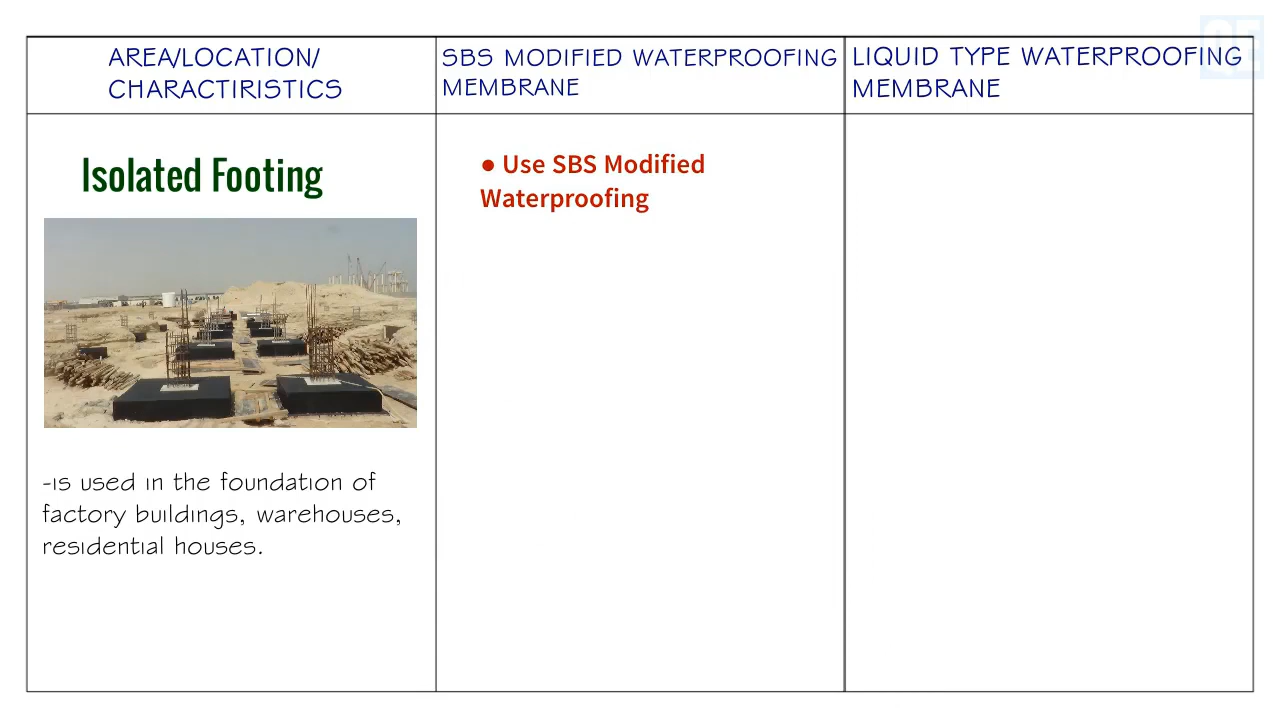 AREA/LOCATION/
CHARACTIRISTICS
SBS MODIFIED WATERPROOFING
MEMBRANE
LIQUID TYPE WATERPROOFING
MEMBRANE
QE
Isolated Footing
● Use SBS Modified
Waterproofing
-is used in the foundation of
factory buildings, warehouses,
residential houses.